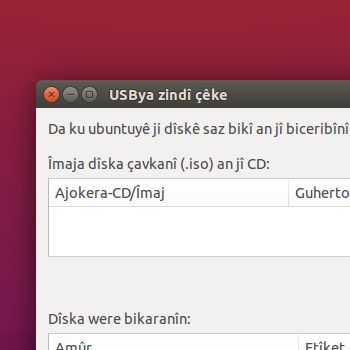 USBya zindî çêke
Da ku ubuntuyê ji dîskê saz bikî an jî biceribînî,
Îmaja dîska çavkanî (.iso) an jî CD:
Ajokera-CD/Îmaj Guherto
Dîska were bikaranîn:
Amûr Etîket